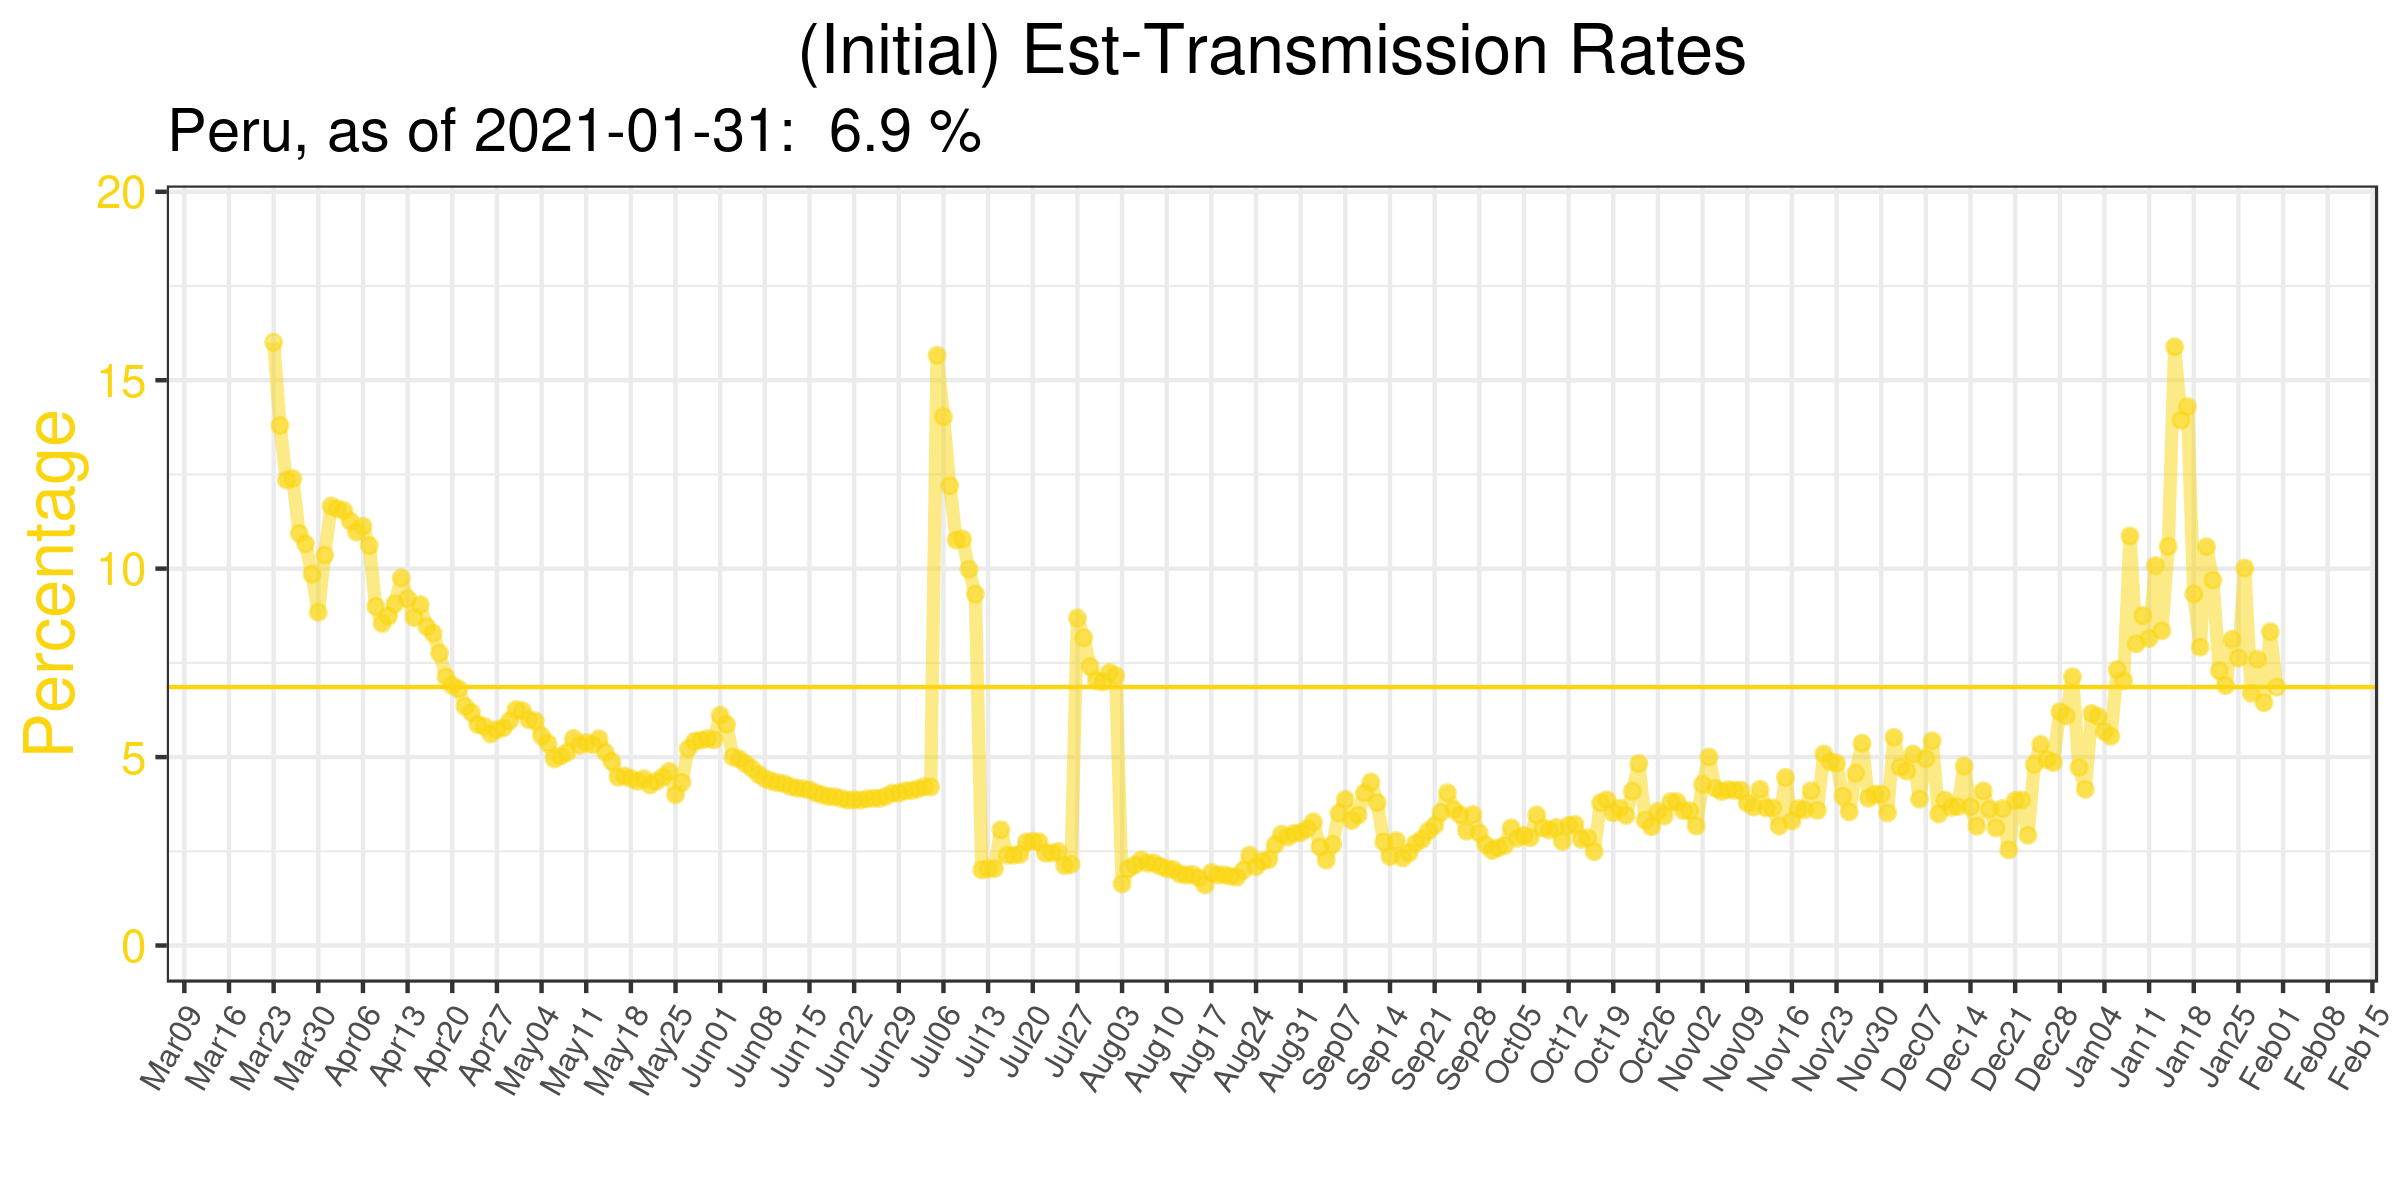 (Initial) Est-Transmission Rates
Peru, as of 2021-01-31:  6.9 %
Percentage
20
15
10
5
0
Mar09
Mar16
Mar23
Mar30
Apr06
Apr13
Apr20
Apr27
May04
May11
May18
May25
Jun01
Jun08
Jun15
Jun22
Jun29
Jul06
Jul13
Jul20
Jul27
Aug03
Aug10
Aug17
Aug24
Aug31
Sep07
Sep14
Sep21
Sep28
Oct05
Oct12
Oct19
Oct26
Nov02
Nov09
Nov16
Nov23
Nov30
Dec07
Dec14
Dec21
Dec28
Jan04
Jan11
Jan18
Jan25
Feb01
Feb08
Feb15